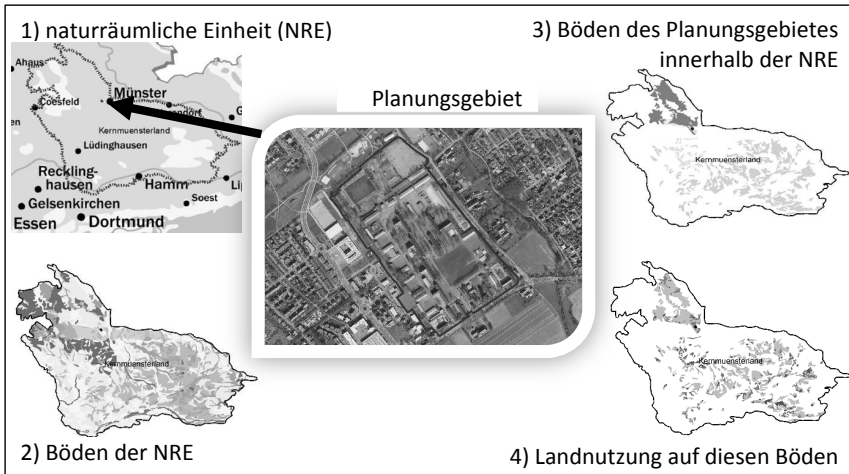 1) naturräumliche Einheit (NRE)
Ahaus
Münster
Coesfeld
Kernmuensterland
Lüdinghausen
Reckling-
hausen
Hamm
Gelsenkirchen
Soest
Essen
Dortmund
Planungsgebiet
3) Böden des Planungsgebietes
innerhalb der NRE
Kernmuensterland
Kernmuensterland
2) Böden der NRE
Kernmuensterland
4) Landnutzung auf diesen Böden